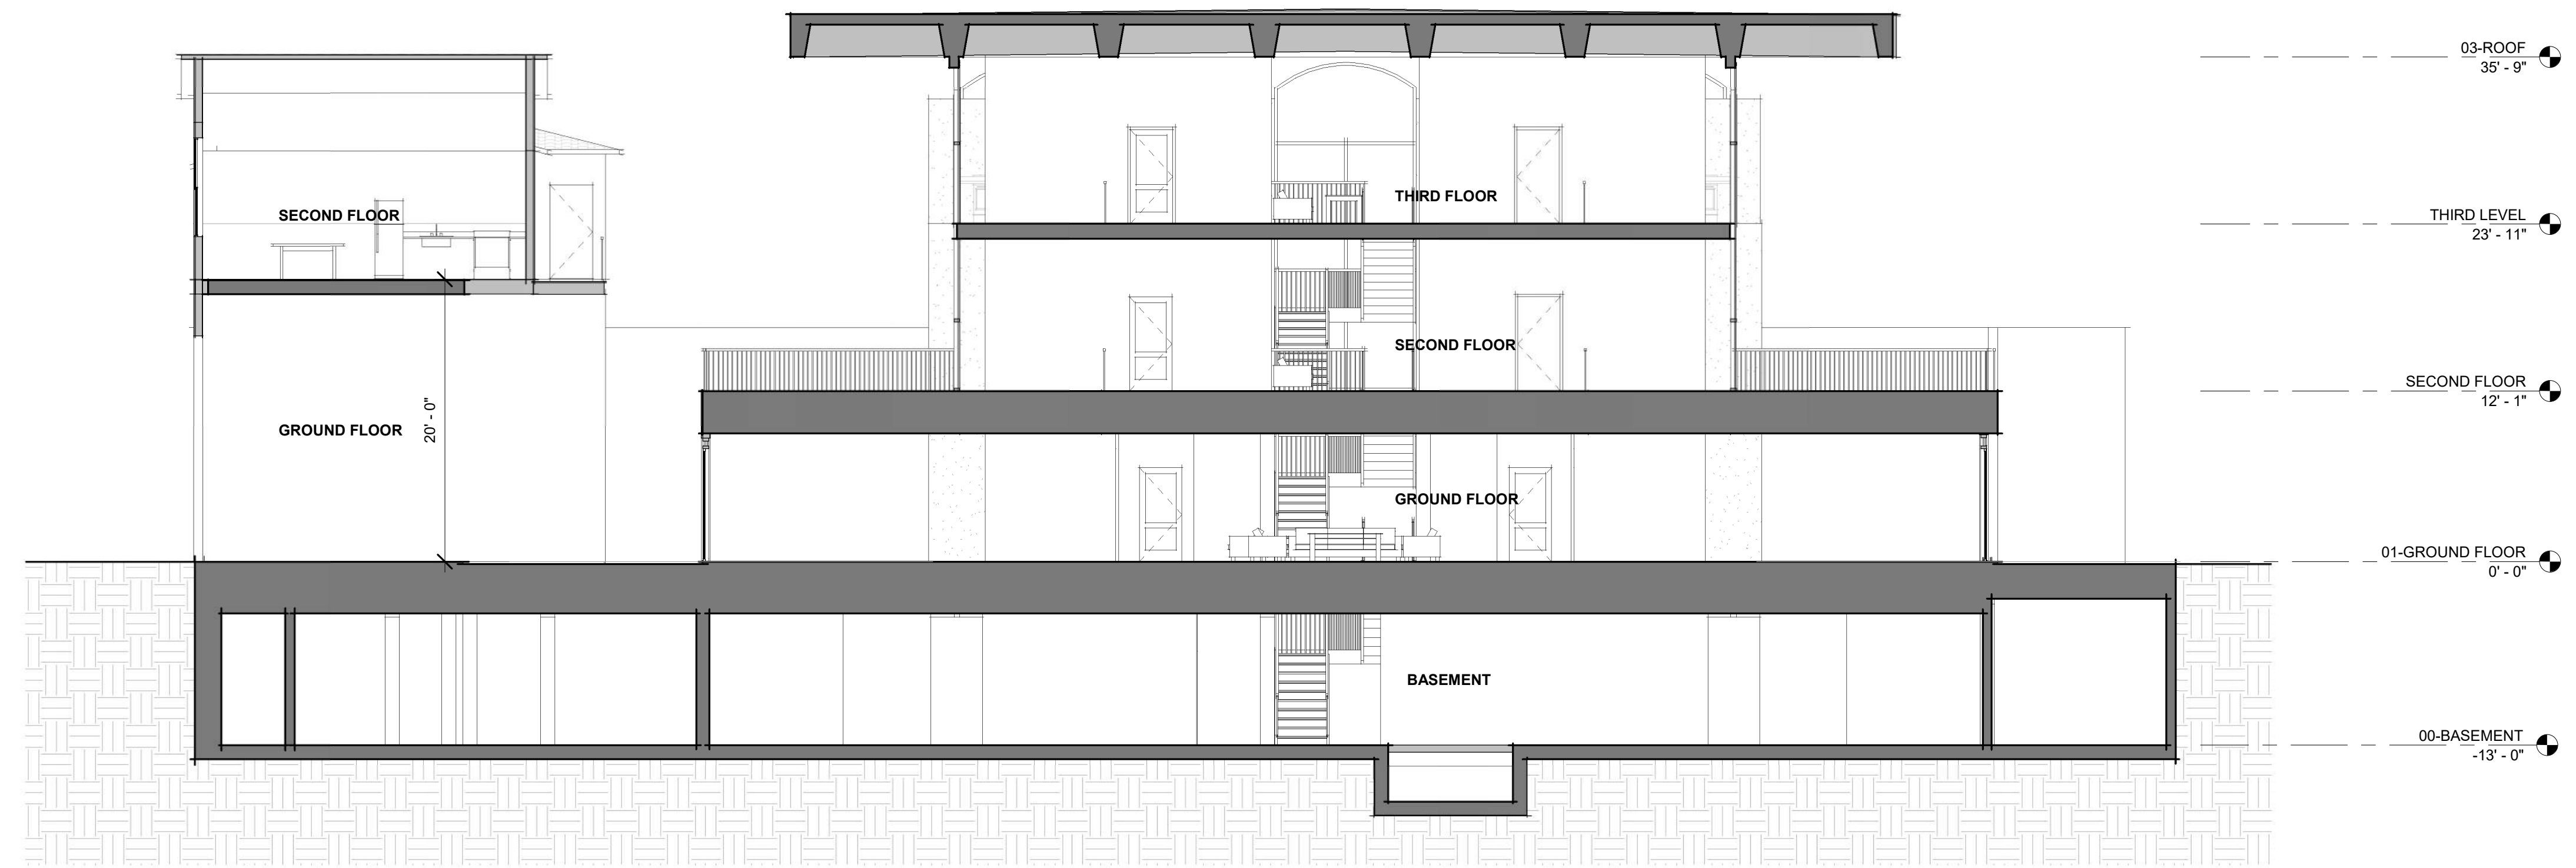 03-ROOF
35' - 9"
THIRD FLOOR
SECOND FLOOR
THIRD LEVEL
23' - 11"
SECOND FLOOR
SECOND FLOOR
12' - 1"
20' - 0"
GROUND FLOOR
GROUND FLOOR
01-GROUND FLOOR
0' - 0"
BASEMENT
00-BASEMENT
-13' - 0"